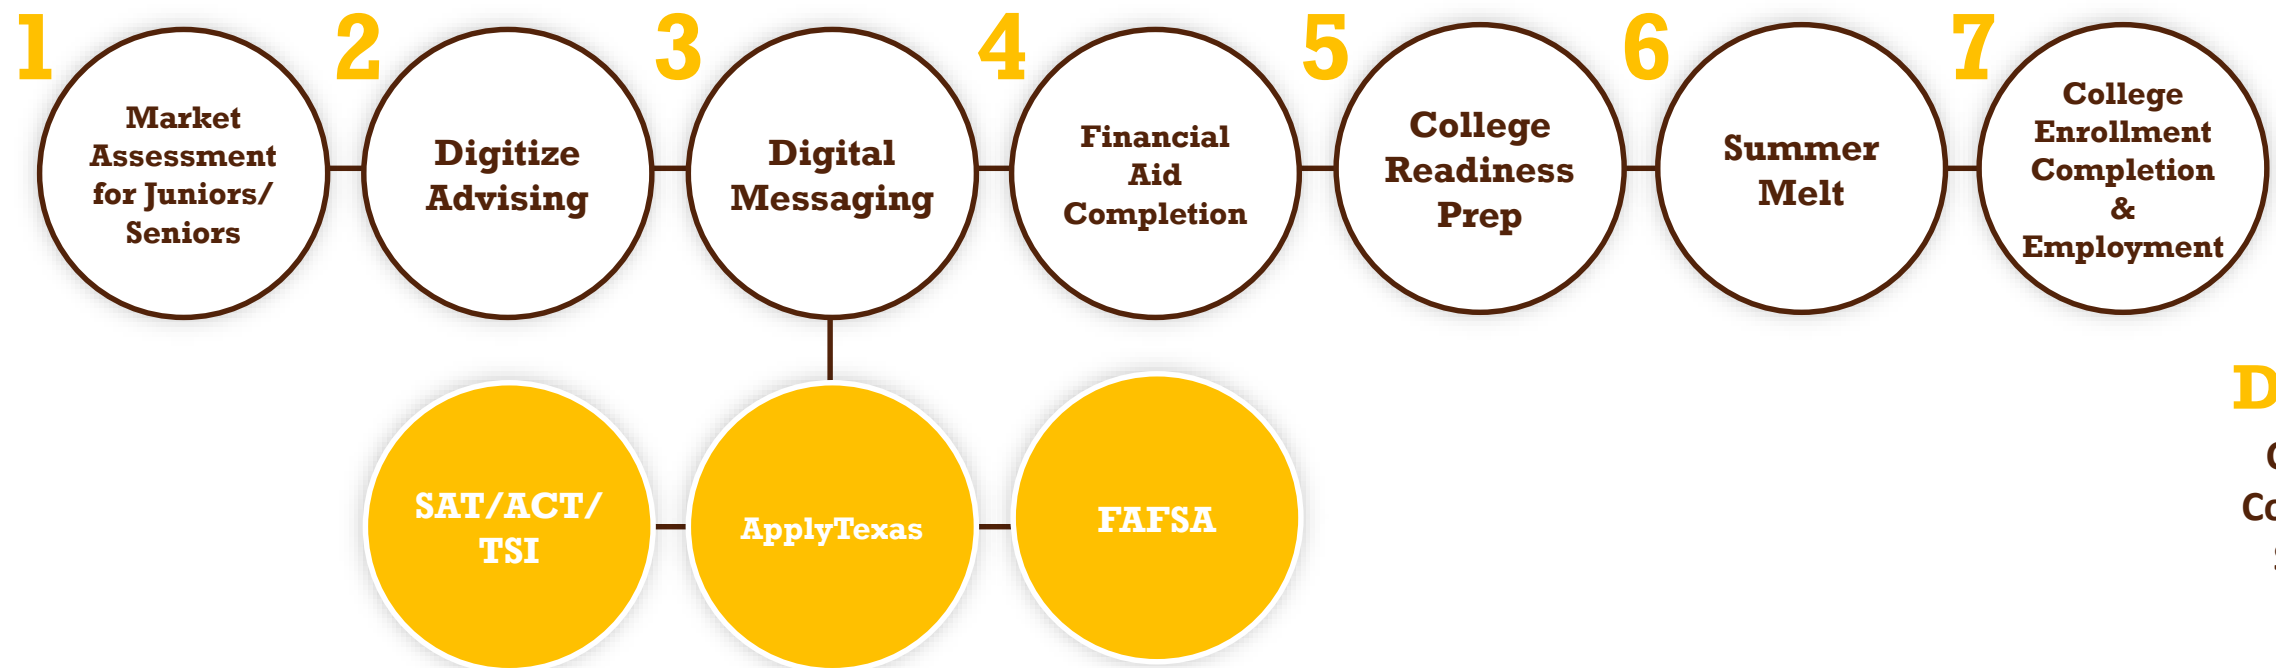 1
Market
Assessment
for Juniors/
Seniors
2
Digitize
Advising
3
Digital
Messaging
4
Financial
Aid
Completion
5
College
Readiness
Prep
6
Summer
Melt
7
College
Enrollment
Completion
&
Employment
SAT/ACT/
TSI
ApplyTexas
FAFSA